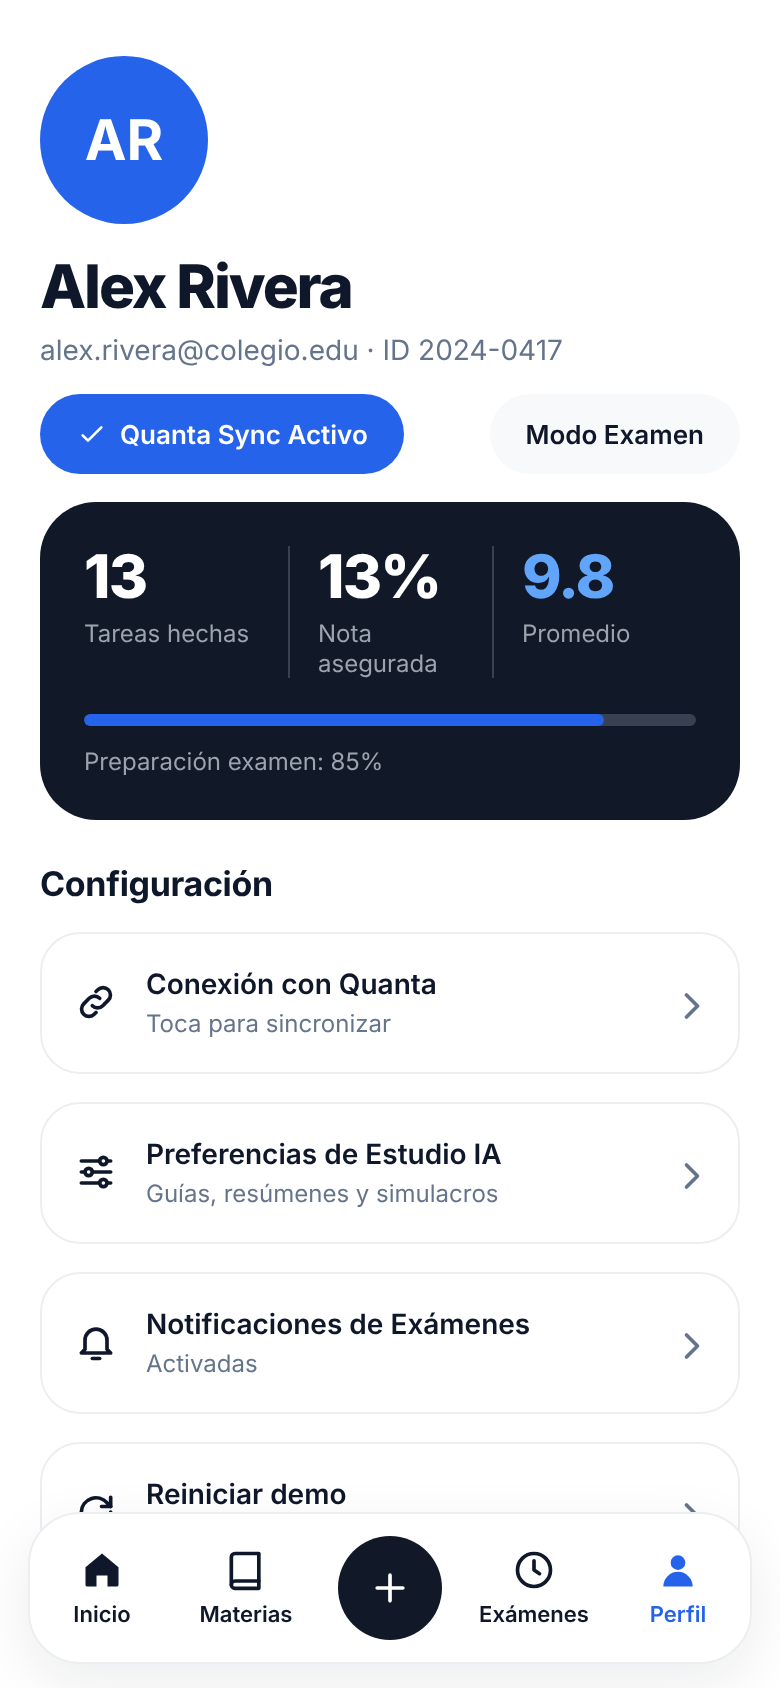 AR
Alex Rivera
alex.rivera@colegio.edu · ID 2024-0417
Quanta Sync Activo
Modo Examen
13
Tareas hechas
13%
Nota
asegurada
9.8
Promedio
Preparación examen: 85%
Configuración
Conexión con Quanta
Toca para sincronizar
Preferencias de Estudio IA
Guías, resúmenes y simulacros
Notificaciones de Exámenes
Activadas
Reiniciar demo
Inicio
Materias
Exámenes
Perfil